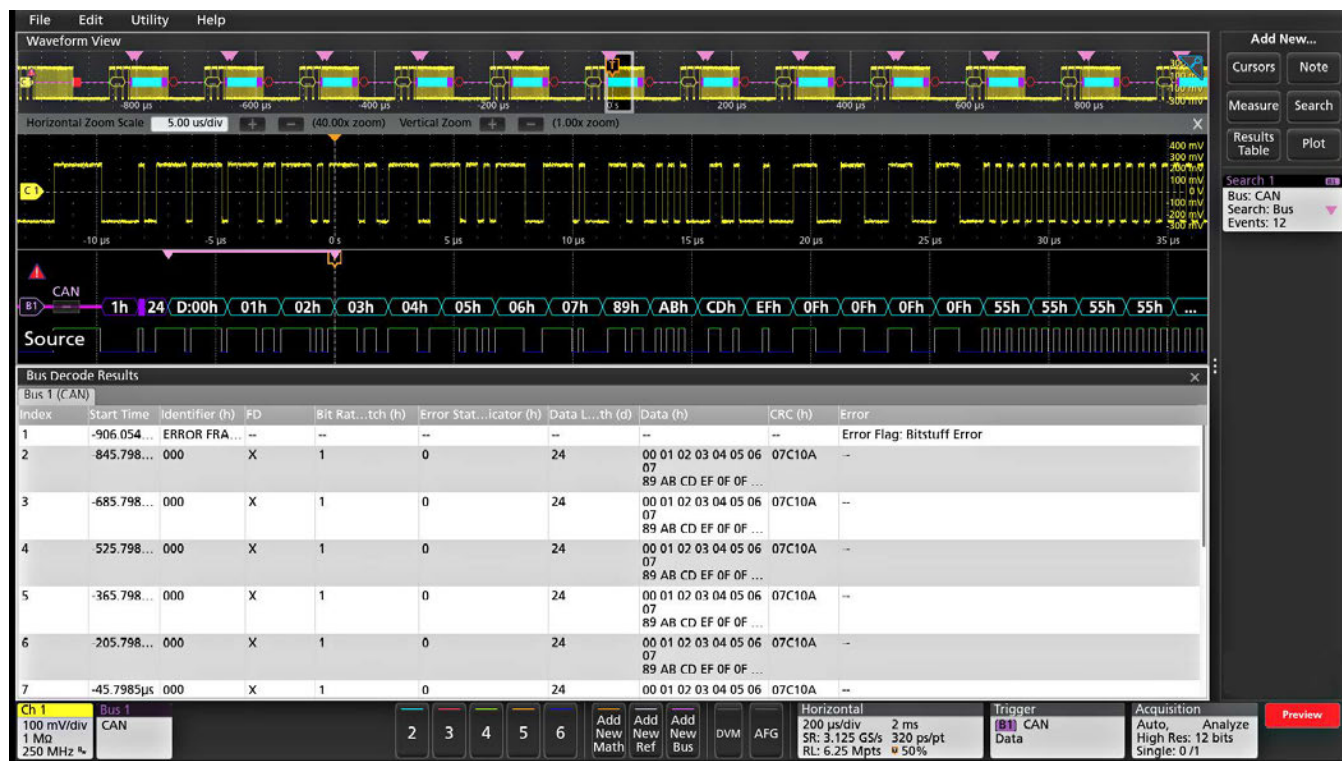 File Edit Utility Help
Waveform View
Add New...
-800 µs -600 µs -400 µs -200 µs 0 s 200 µs 400 µs 600 µs 800 µs
Cursors Note
Measure Search
Results Table Plot
Horizontal Zoom Scale 5.00 us/div + − (40.00x zoom) Vertical Zoom + − (1.00x zoom) X
400 mV
300 mV
100 mV
0 V
-100 mV
-200 mV
-300 mV
C1
Search 1 B1
Bus: CAN
Search: Bus
Events: 12
-10 µs -5 µs 0 s 5 µs 10 µs 15 µs 20 µs 25 µs 30 µs 35 µs
CAN
B1 1h 24 D:00h 01h 02h 03h 04h 05h 06h 07h 89h ABh CDh EFh 0Fh 0Fh 0Fh 0Fh 55h 55h 55h 55h ...
Source
Bus Decode Results
Bus 1 (CAN)
Index Start Time Identifier (h) FD Bit Rat...tch (h) Error Stat...icator (h) Data L...th (d) Data (h) CRC (h) Error
1 -906.054... ERROR FRA... -- -- -- -- -- -- Error Flag: Bitstuff Error
2 -845.798... 000 X 1 0 24 00 01 02 03 04 05 06 07C10A --
07
89 AB CD EF 0F 0F ...
3 -685.798... 000 X 1 0 24 00 01 02 03 04 05 06 07C10A --
07
89 AB CD EF 0F 0F ...
4 -525.798... 000 X 1 0 24 00 01 02 03 04 05 06 07C10A --
07
89 AB CD EF 0F 0F ...
5 -365.798... 000 X 1 0 24 00 01 02 03 04 05 06 07C10A --
07
89 AB CD EF 0F 0F ...
6 -205.798... 000 X 1 0 24 00 01 02 03 04 05 06 07C10A --
07
89 AB CD EF 0F 0F ...
7 -45.7985µs 000 X 1 0 24 00 01 02 03 04 05 06 07C10A --
Ch 1
100 mV/div
1 MΩ
250 MHz
Bus 1
CAN
2 3 4 5 6
Add New Math
Add New Ref
Add New Bus
DVM AFG
Horizontal
200 µs/div 2 ms
SR: 3.125 GS/s 320 ps/pt
RL: 6.25 Mpts 50%
Trigger
B1 CAN
Data
Acquisition
Auto, Analyze
High Res: 12 bits
Single: 0 /1
Preview